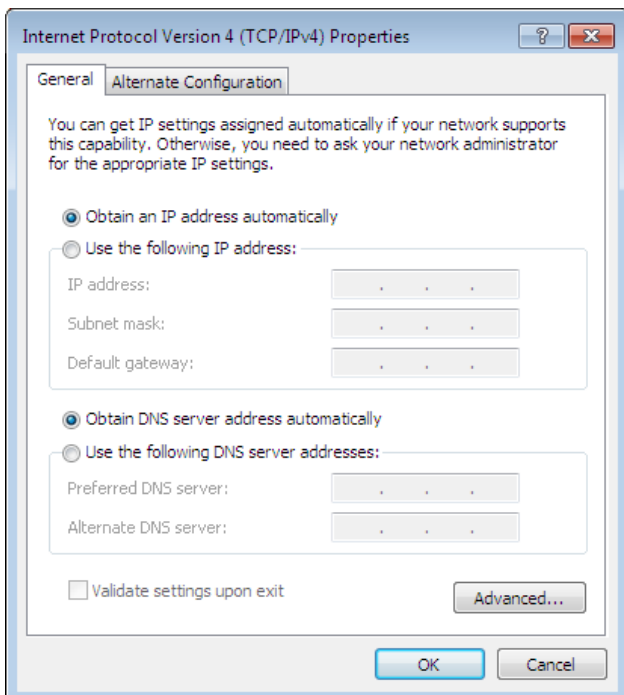 Internet Protocol Version 4 (TCP/IPv4) Properties
General
Alternate Configuration
You can get IP settings assigned automatically if your network supports
this capability. Otherwise, you need to ask your network administrator
for the appropriate IP settings.
Obtain an IP address automatically
Use the following IP address:
IP address:
Subnet mask:
Default gateway:
Obtain DNS server address automatically
Use the following DNS server addresses:
Preferred DNS server:
Alternate DNS server:
Validate settings upon exit
Advanced...
OK
Cancel